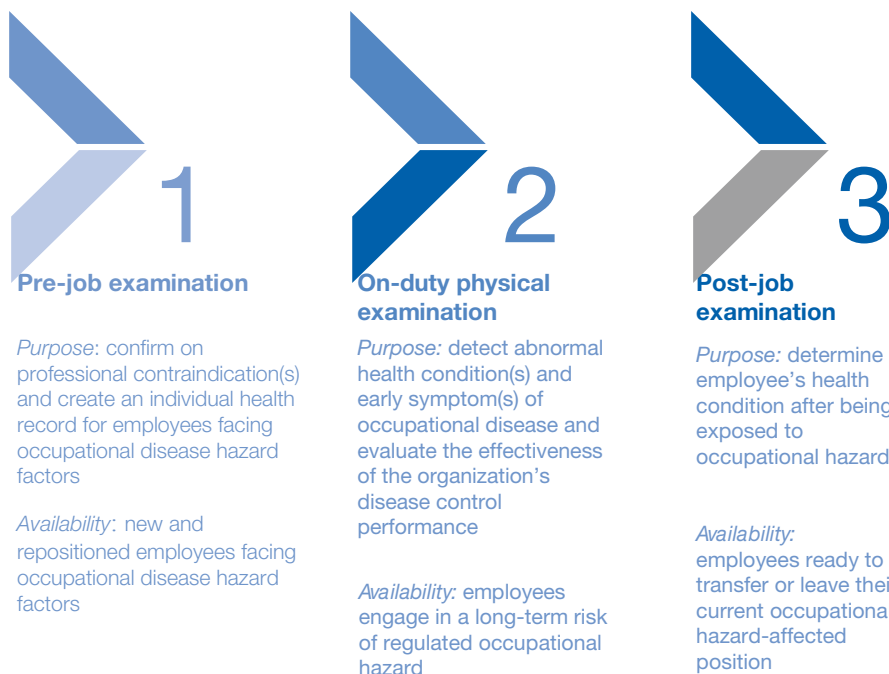 1
Pre-job examination
Purpose: confirm on
professional contraindication(s)
and create an individual health
record for employees facing
occupational disease hazard
factors
Availability: new and
repositioned employees facing
occupational disease hazard
factors
2
On-duty physical
examination
Purpose: detect abnormal
health condition(s) and
early symptom(s) of
occupational disease and
evaluate the effectiveness
of the organization's
disease control
performance
Availability: employees
engage in a long-term risk
of regulated occupational
hazard
3
Post-job
examination
Purpose: determine
employee's health
condition after being
exposed to
occupational hazard
Availability:
employees ready to
transfer or leave their
current occupational
hazard-affected
position